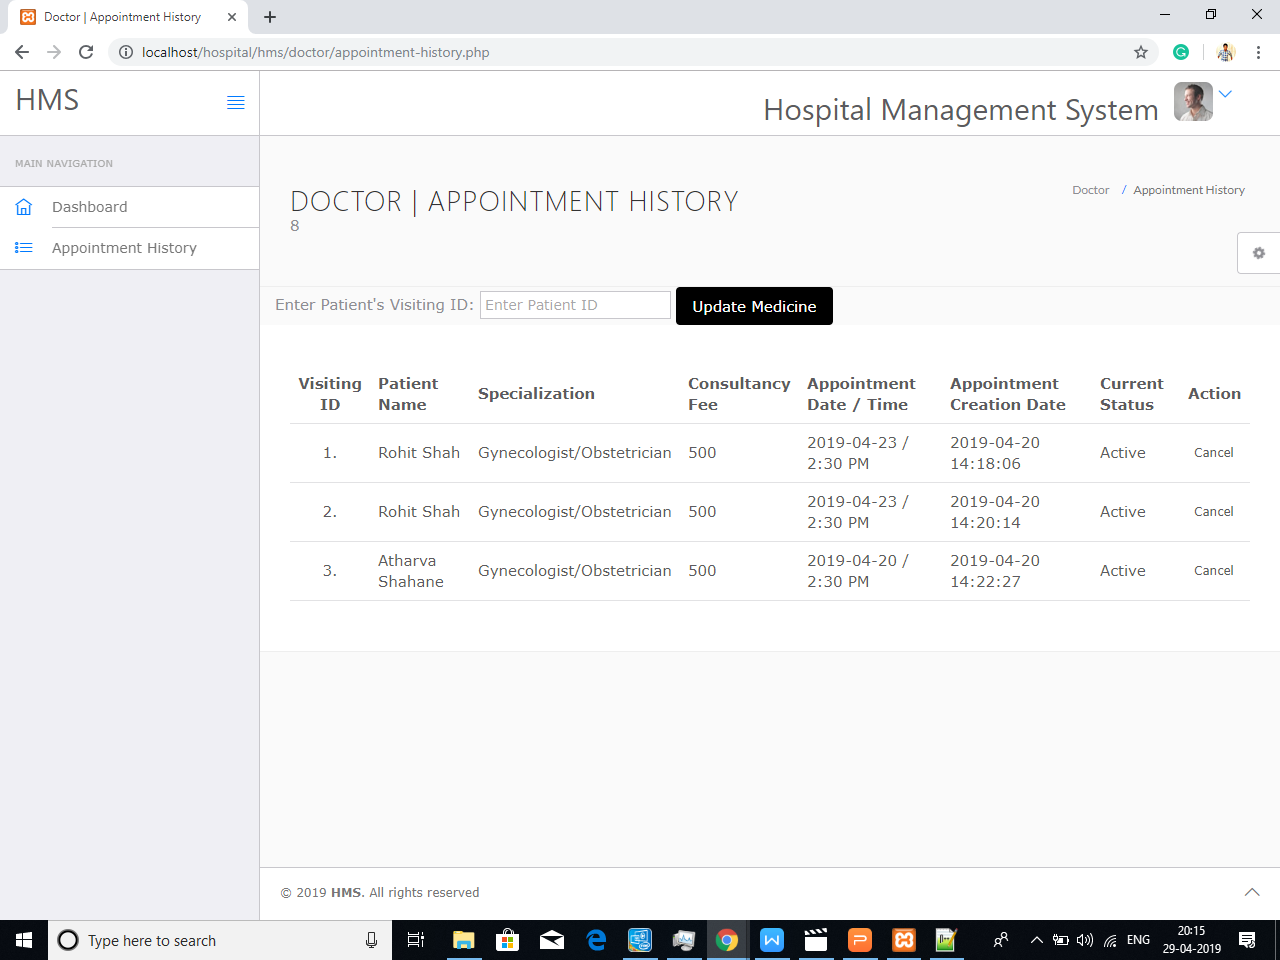 Doctor | Appointment History
localhost/hospital/hms/doctor/appointment-history.php
HMS
Hospital Management System
MAIN NAVIGATION
Dashboard
Appointment History
DOCTOR | APPOINTMENT HISTORY
8
Doctor / Appointment History
Enter Patient's Visiting ID: Enter Patient ID Update Medicine
Visiting ID Patient Name Specialization Consultancy Fee Appointment Date / Time Appointment Creation Date Current Status Action
1. Rohit Shah Gynecologist/Obstetrician 500 2019-04-23 / 2:30 PM 2019-04-20 14:18:06 Active Cancel
2. Rohit Shah Gynecologist/Obstetrician 500 2019-04-23 / 2:30 PM 2019-04-20 14:20:14 Active Cancel
3. Atharva Shahane Gynecologist/Obstetrician 500 2019-04-20 / 2:30 PM 2019-04-20 14:22:27 Active Cancel
© 2019 HMS. All rights reserved
Type here to search
ENG
20:15
29-04-2019